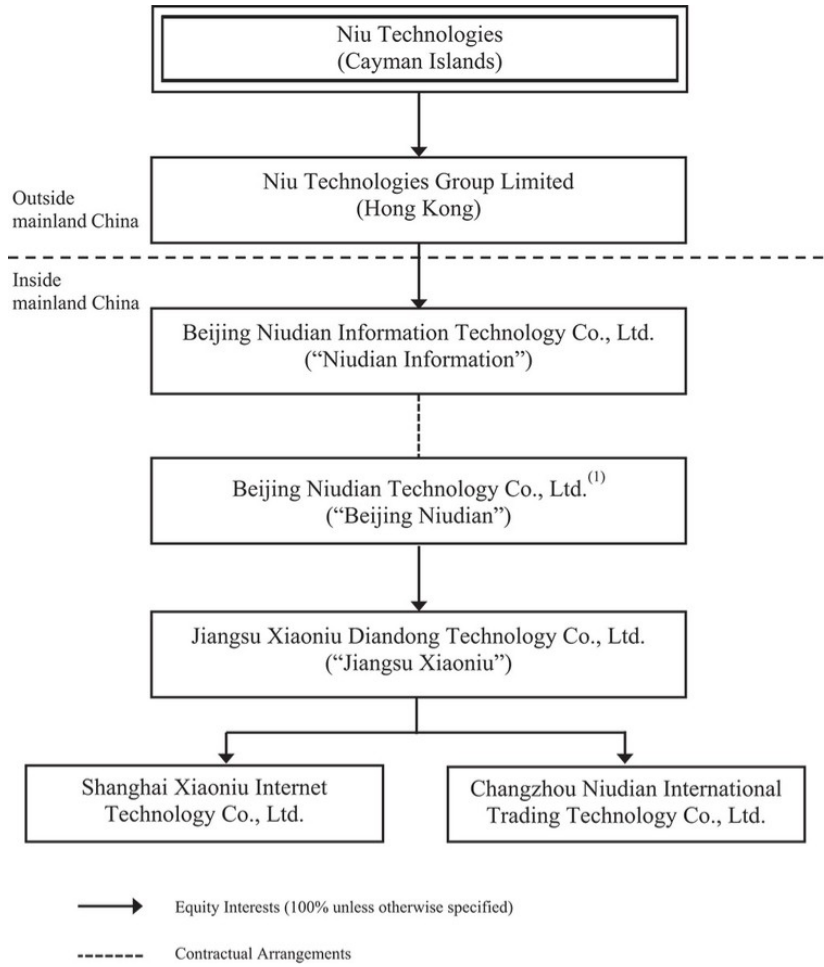 Niu Technologies
(Cayman Islands)
Niu Technologies Group Limited
(Hong Kong)
Outside
mainland China
Inside
mainland China
Beijing Niudian Information Technology Co., Ltd.
(“Niudian Information”)
Beijing Niudian Technology Co., Ltd.(1)
(“Beijing Niudian”)
Jiangsu Xiaoniu Diandong Technology Co., Ltd.
(“Jiangsu Xiaoniu”)
Shanghai Xiaoniu Internet
Technology Co., Ltd.
Changzhou Niudian International
Trading Technology Co., Ltd.
Equity Interests (100% unless otherwise specified)
Contractual Arrangements